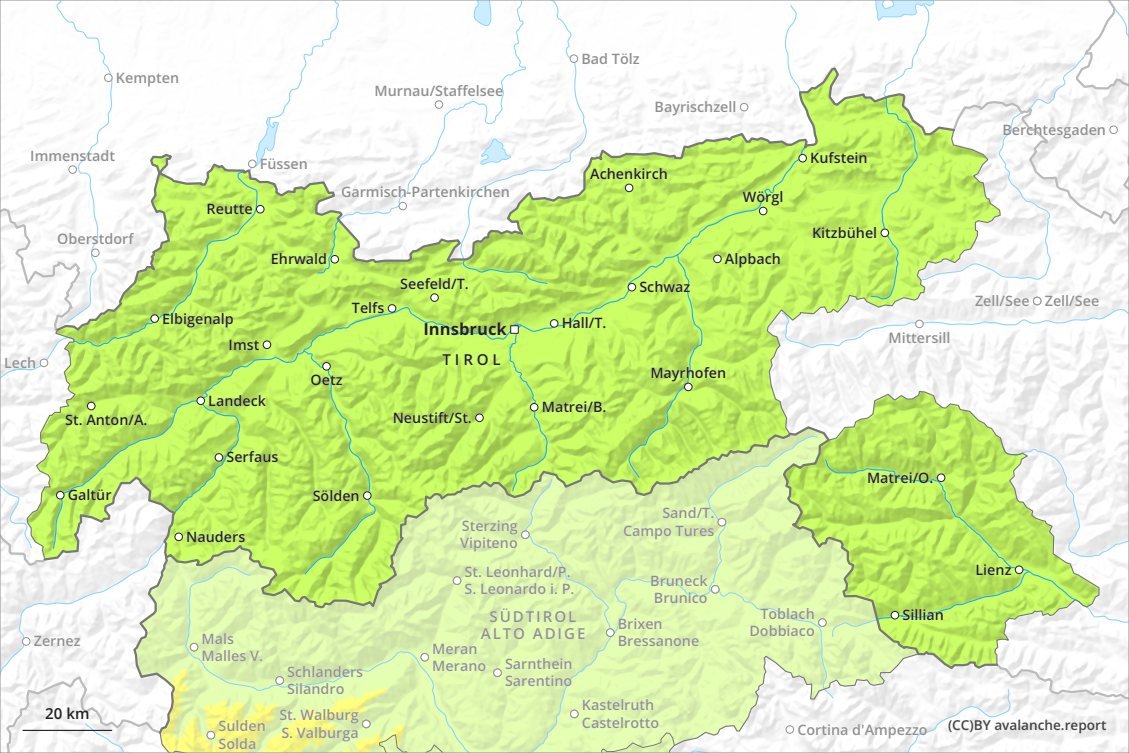 Bad Tölz
Kempten
Murnau/Staffelsee
Bayrischzell
Berchtesgaden
Immenstadt
Füssen
Kufstein
Achenkirch
Garmisch-Partenkirchen
Wörgl
Reutte
Oberstdorf
Kitzbühel
Ehrwald
Alpbach
Seefeld/T.
Schwaz
Zell/See
Zell/See
Telfs
Elbigenalp
Innsbruck
Hall/T.
Mittersill
Imst
TIROL
Lech
Oetz
Mayrhofen
Landeck
Matrei/B.
St. Anton/A.
Neustift/St.
Serfaus
Matrei/O.
Galtür
Sölden
Sand/T.
Campo Tures
Sterzing
Vipiteno
Nauders
Lienz
St. Leonhard/P.
S. Leonardo i. P.
Bruneck
Brunico
SÜDTIROL
ALTO ADIGE
Toblach
Dobbiaco
Sillian
Brixen
Bressanone
Zernez
Mals
Malles V.
Meran
Merano
Sarnthein
Sarentino
Schlanders
Silandro
Kastelruth
Castelrotto
20 km
St. Walburg
S. Valburga
Sulden
Solda
Cortina d'Ampezzo
(CC)BY avalanche.report